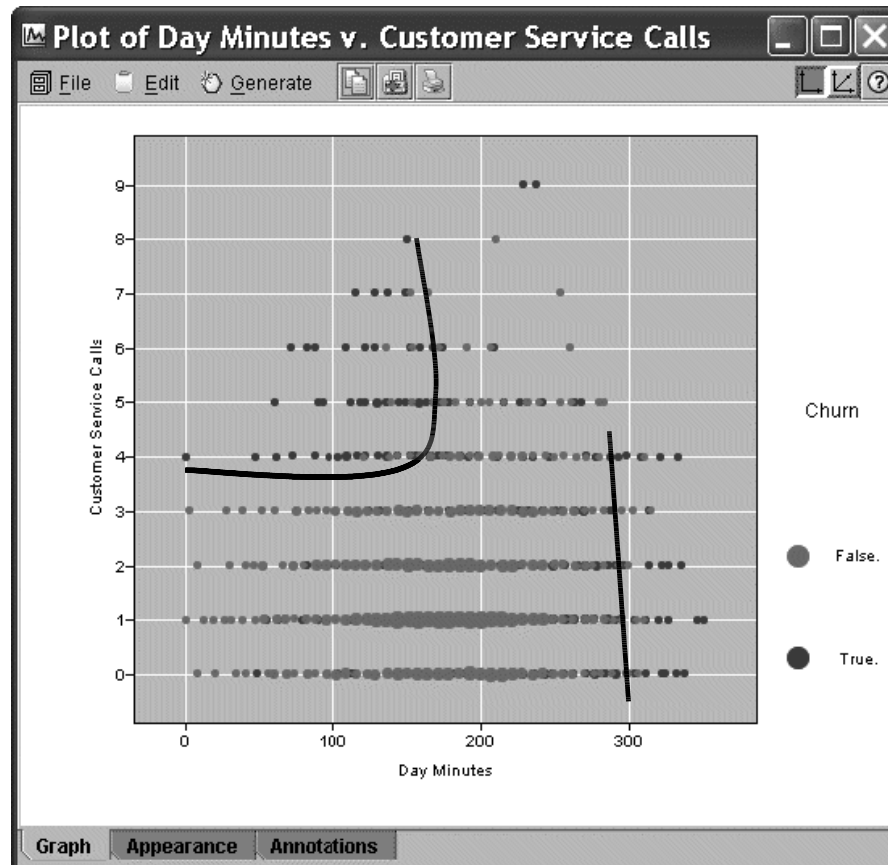 Plot of Day Minutes v. Customer Service Calls
File Edit Generate
9
8
7
6
5
4
3
2
1
0
Customer Service Calls
0 100 200 300
Day Minutes
Churn
False.
True.
Graph Appearance Annotations